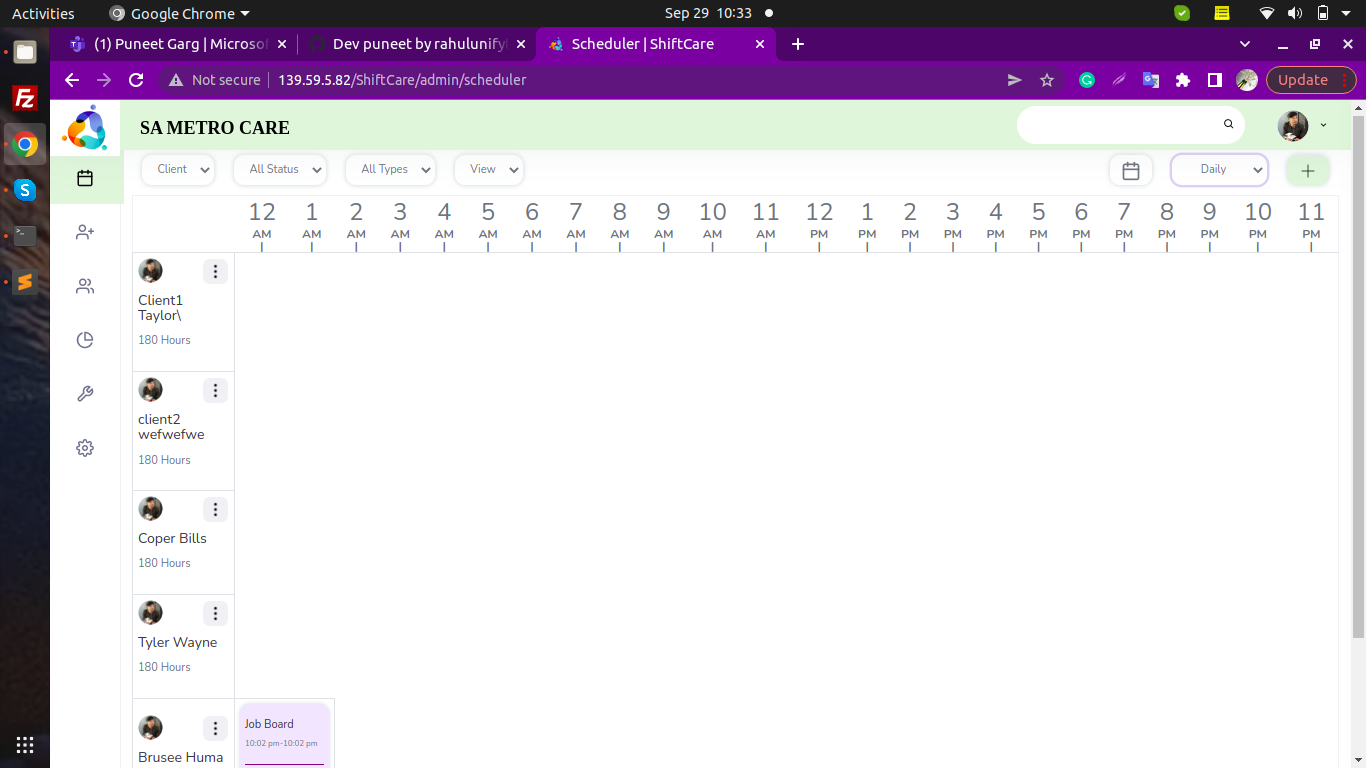 Activities
Google Chrome
Sep 29 10:33
(1) Puneet Garg | Microso
Dev puneet by rahulunifyl
Scheduler | ShiftCare
Not secure
139.59.5.82/ShiftCare/admin/scheduler
Update
SA METRO CARE
Client
All Status
All Types
View
Daily
12 1 2 3 4 5 6 7 8 9 10 11 12 1 2 3 4 5 6 7 8 9 10 11
AM AM AM AM AM AM AM AM AM AM AM AM PM PM PM PM PM PM PM PM PM PM PM PM
Client1
Taylor\
180 Hours
client2
wefwefwe
180 Hours
Coper Bills
180 Hours
Tyler Wayne
180 Hours
Brusee Huma
Job Board
10:02 pm-10:02 pm